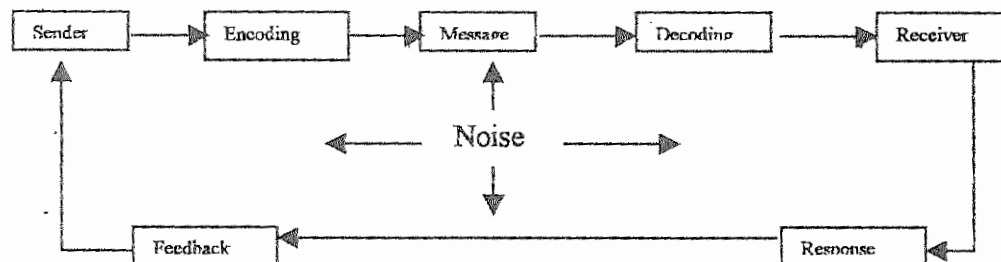 Sender
Encoding
Message
Decoding
Receiver
Noise
Feedback
Response